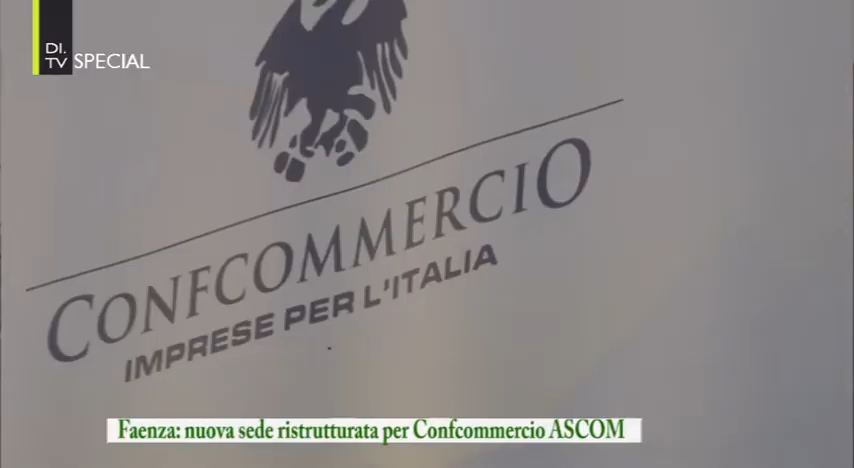 DI.
TV SPECIAL
CONFCOMMERCIO
IMPRESE PER L'ITALIA
Faenza: nuova sede ristrutturata per Confcommercio ASCOM